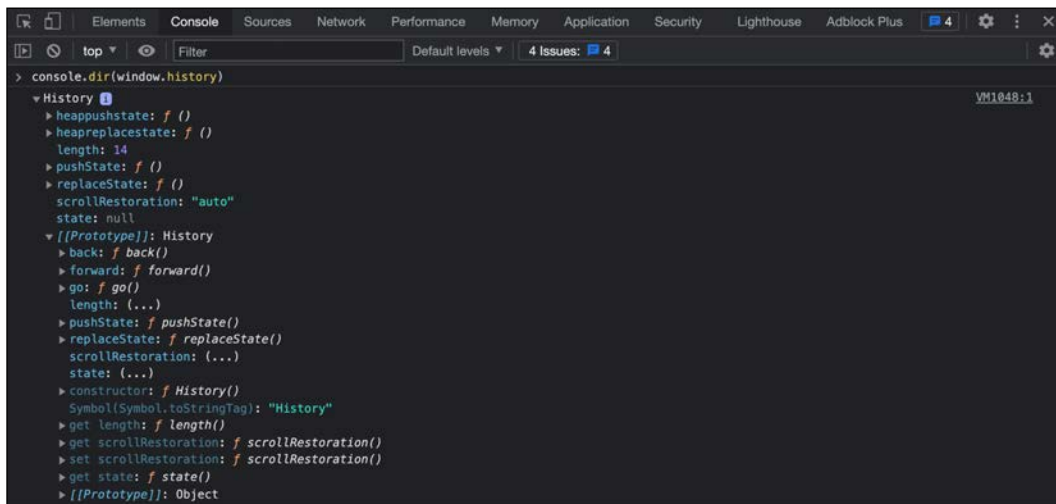 Elements Console Sources Network Performance Memory Application Security Lighthouse Adblock Plus 4
top ▼ Filter Default levels ▼ 4 Issues: 4
> console.dir(window.history)
▼ History i VM1048:1
▶ heappushstate: ƒ ()
▶ heapreplacestate: ƒ ()
length: 14
▶ pushState: ƒ ()
▶ replaceState: ƒ ()
scrollRestoration: "auto"
state: null
▼ [[Prototype]]: History
▶ back: ƒ back()
▶ forward: ƒ forward()
▶ go: ƒ go()
length: (...)
▶ pushState: ƒ pushState()
▶ replaceState: ƒ replaceState()
scrollRestoration: (...)
state: (...)
▶ constructor: ƒ History()
Symbol(Symbol.toStringTag): "History"
▶ get length: ƒ length()
▶ get scrollRestoration: ƒ scrollRestoration()
▶ set scrollRestoration: ƒ scrollRestoration()
▶ get state: ƒ state()
▶ [[Prototype]]: Object